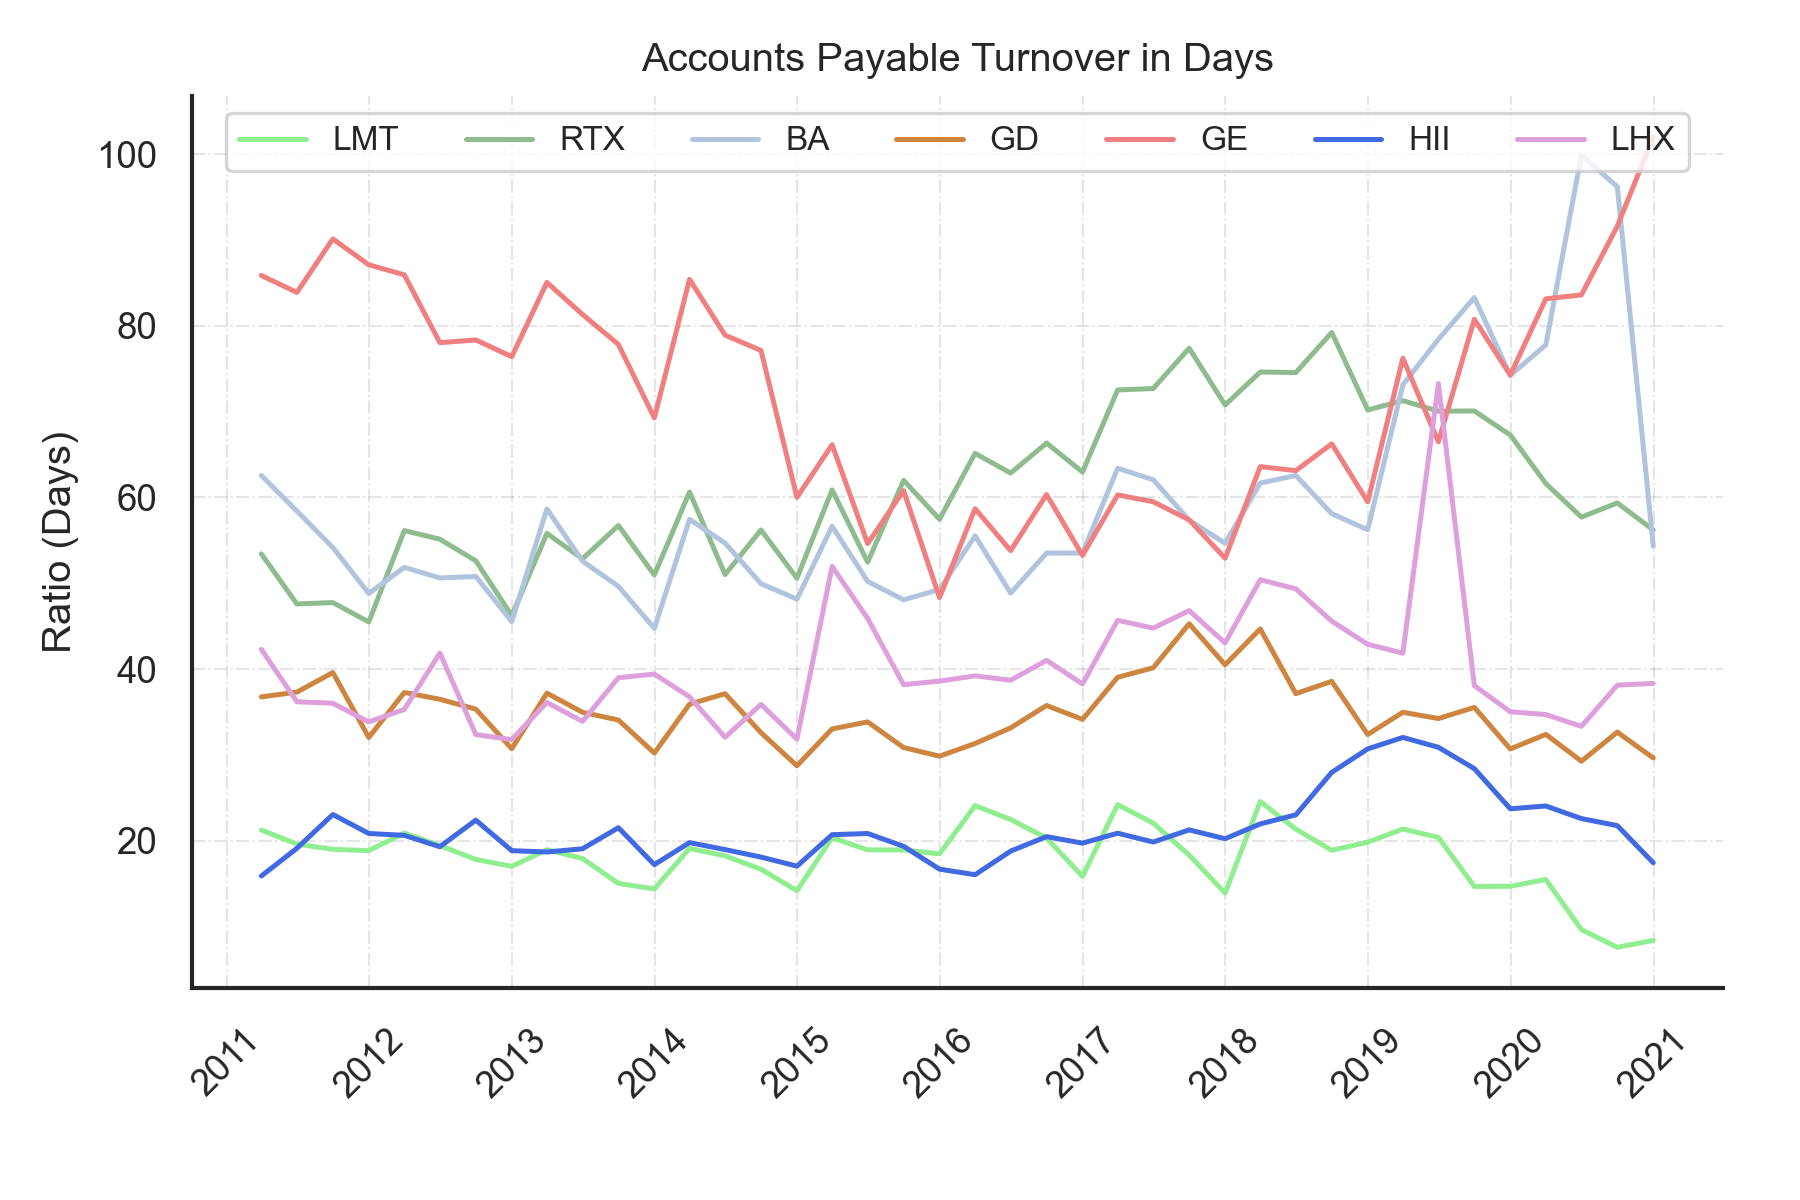 Accounts Payable Turnover in Days
LMT RTX BA GD GE HII LHX
Ratio (Days)
100
80
60
40
20
2011 2012 2013 2014 2015 2016 2017 2018 2019 2020 2021